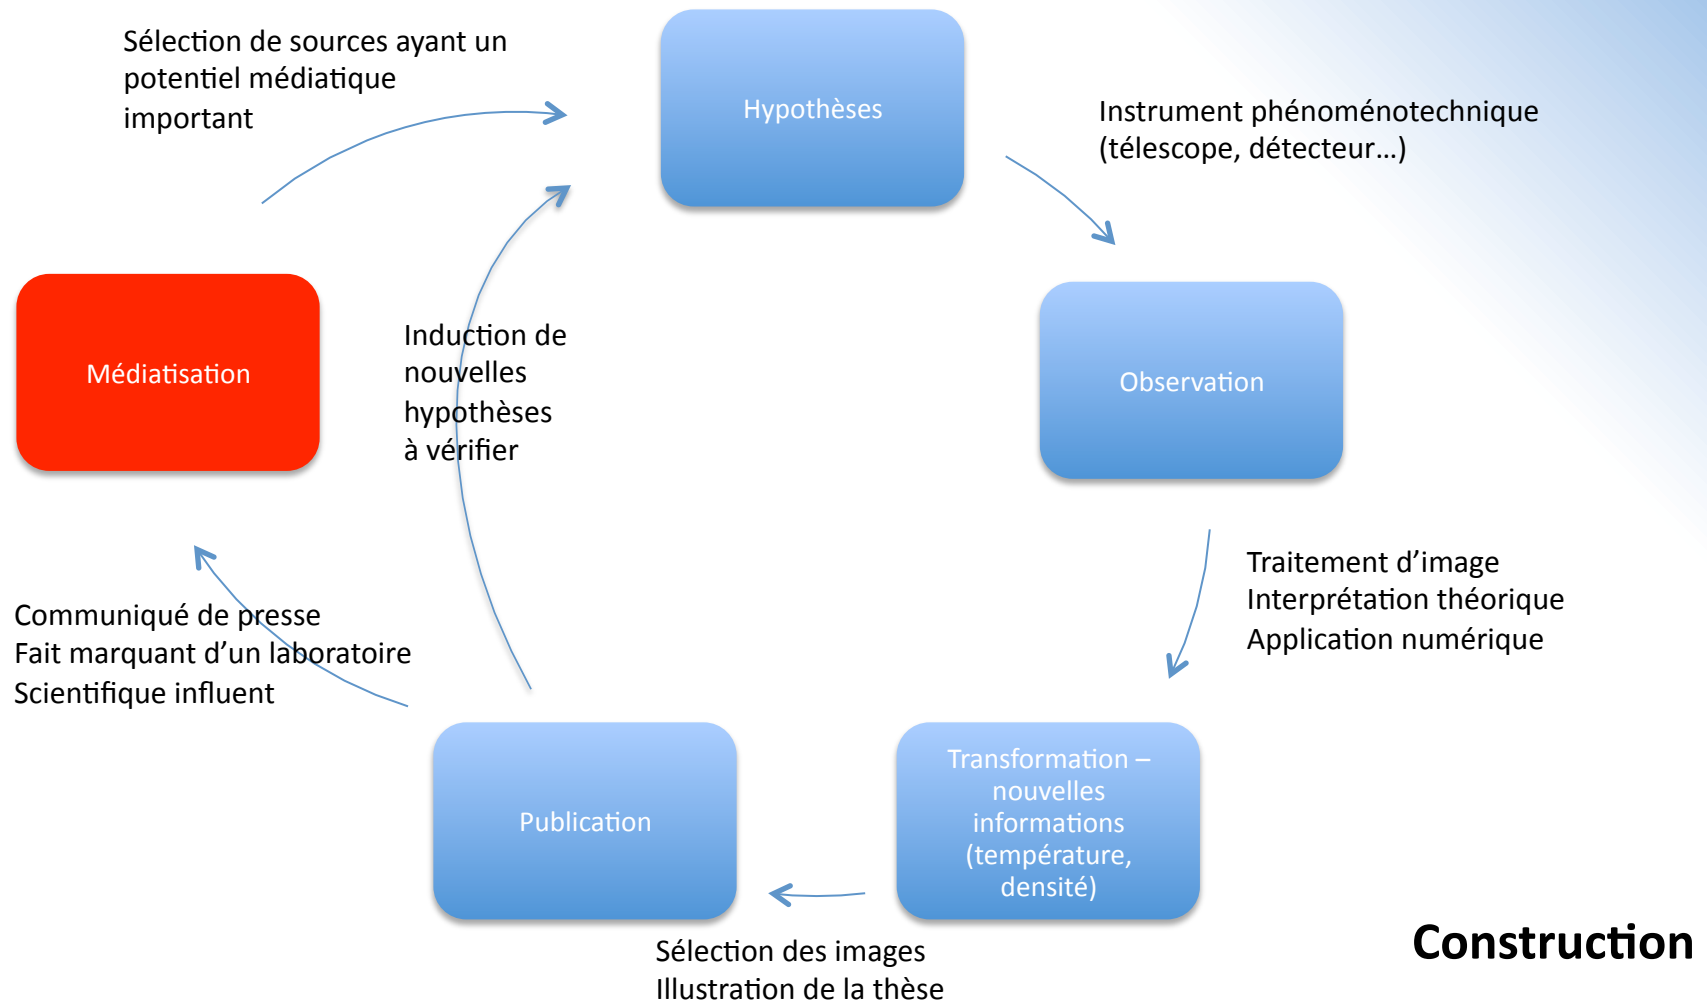 Sélection de sources ayant un
potentiel médiatique
important
Hypothèses
Instrument phénoménotechnique
(télescope, détecteur…)
Médiatisation
Induction de
nouvelles
hypothèses
à vérifier
Observation
Traitement d’image
Interprétation théorique
Application numérique
Communiqué de presse
Fait marquant d’un laboratoire
Scientifique influent
Publication
Transformation –
nouvelles
informations
(température,
densité)
Sélection des images
Illustration de la thèse
Construction